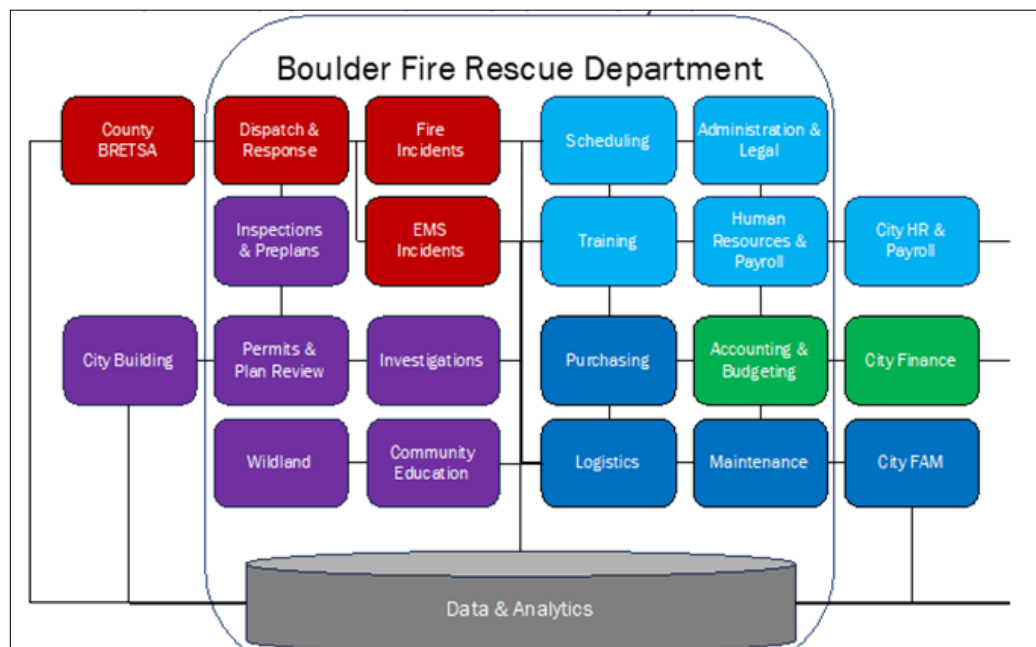 Boulder Fire Rescue Department
County
BRETSA
Dispatch &
Response
Fire
Incidents
Scheduling
Administration &
Legal
Inspections
& Preplans
EMS
Incidents
Training
Human
Resources &
Payroll
City HR &
Payroll
City Building
Permits &
Plan Review
Investigations
Purchasing
Accounting &
Budgeting
City Finance
Wildland
Community
Education
Logistics
Maintenance
City FAM
Data & Analytics